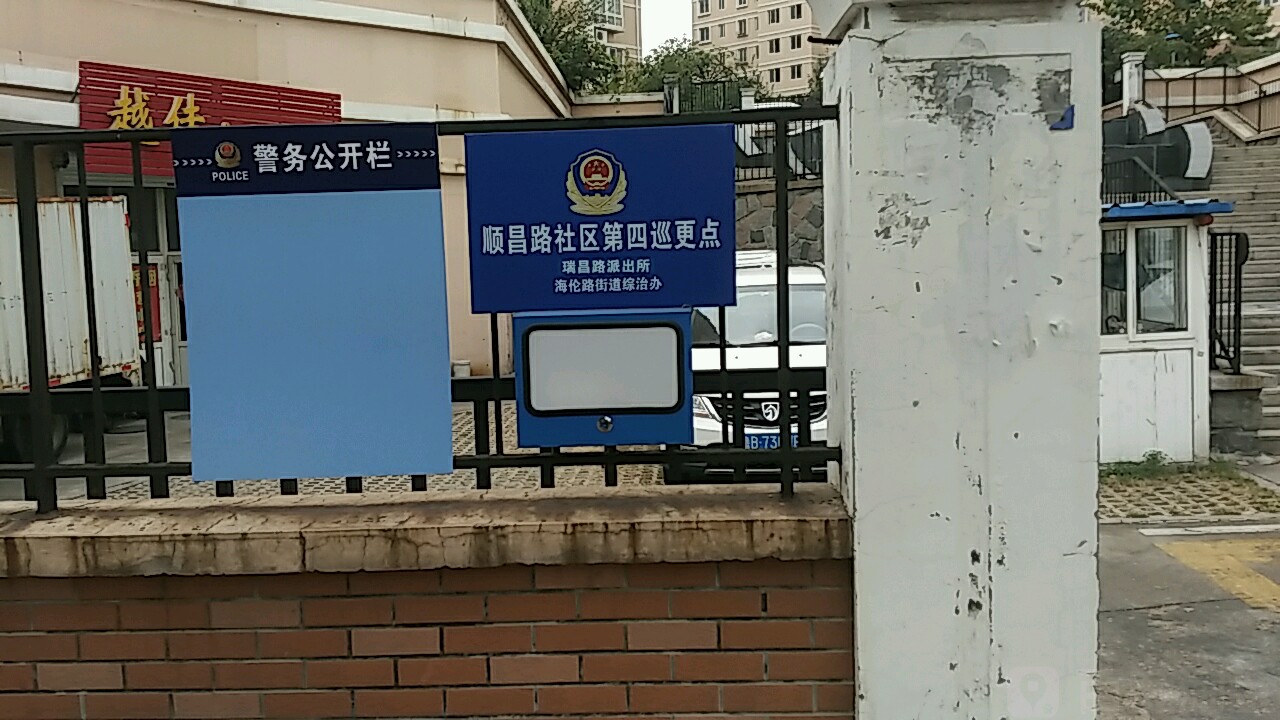 越佳
>>>>> POLICE 警务公开栏 >>>>>
顺昌路社区第四巡更点
瑞昌路派出所
海伦路街道综治办